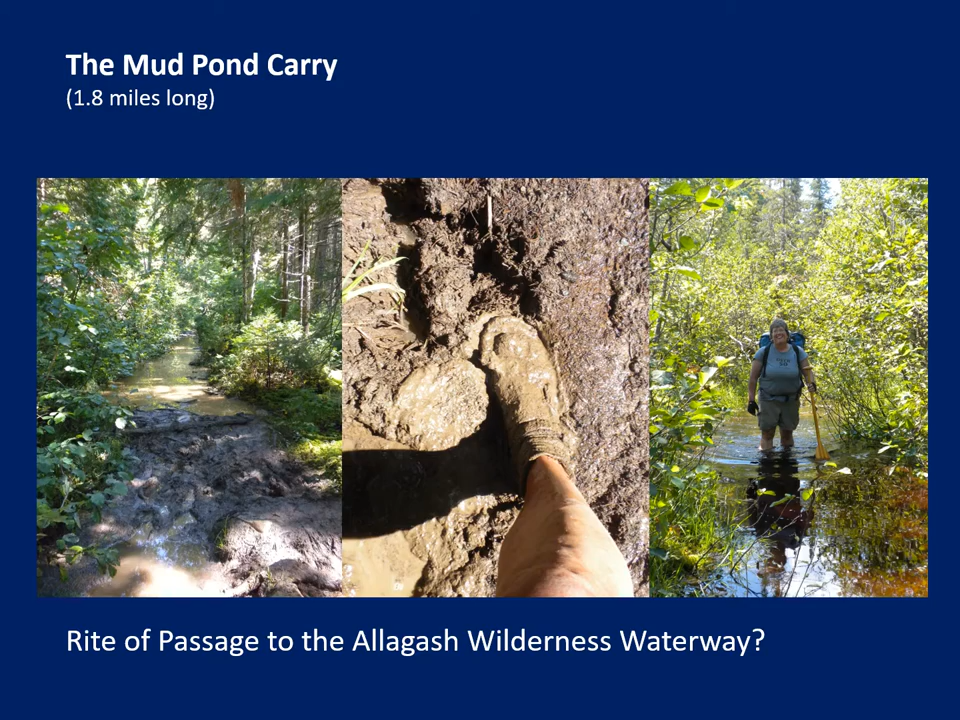 The Mud Pond Carry
(1.8 miles long)
Rite of Passage to the Allagash Wilderness Waterway?